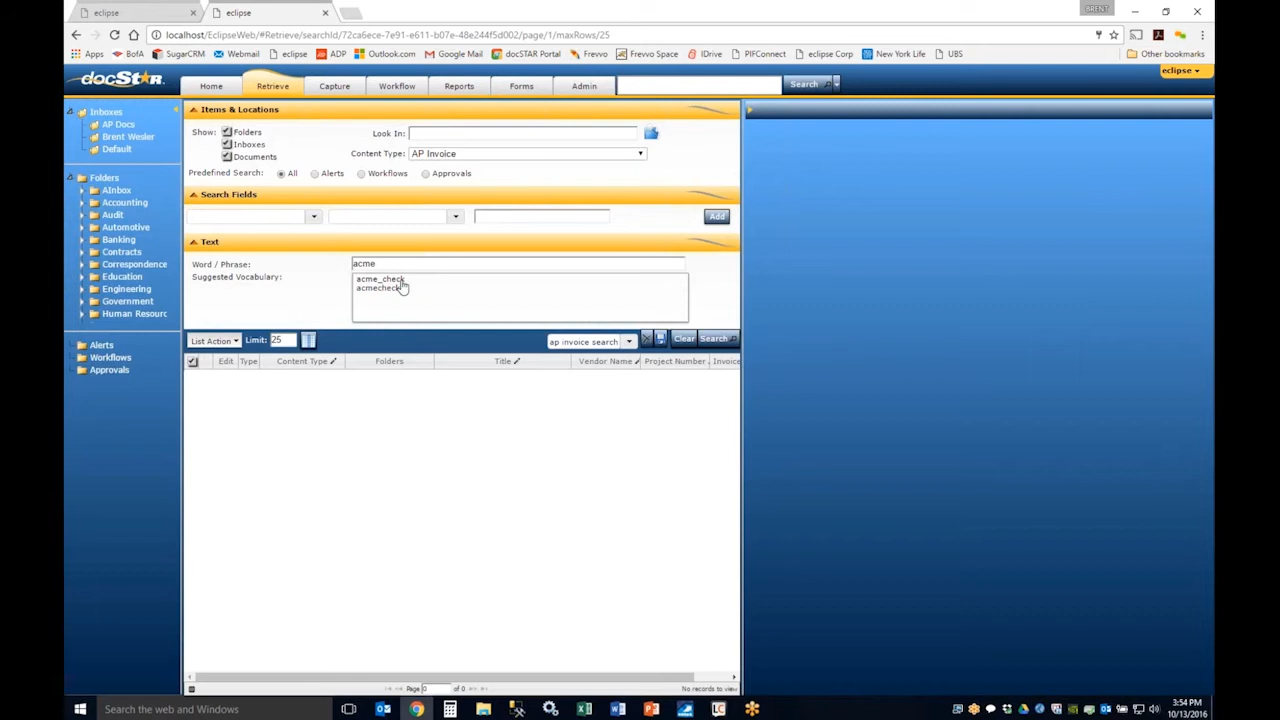 eclipse
eclipse
BRENT
localhost/EclipseWeb/#Retrieve/searchId/72ca6ece-7e91-e611-b07e-48e244f5d002/page/1/maxRows/25
Apps BofA SugarCRM Webmail eclipse ADP Outlook.com Google Mail docSTAR Portal Frevvo Frevvo Space IDrive PIFConnect eclipse Corp New York Life UBS Other bookmarks
docSTAR
Home Retrieve Capture Workflow Reports Forms Admin Search
eclipse
Inboxes
AP Docs
Brent Wesler
Default
Folders
AInbox
Accounting
Audit
Automotive
Banking
Contracts
Correspondence
Education
Engineering
Government
Human Resourc
Alerts
Workflows
Approvals
Items & Locations
Show: Folders Look In:
Inboxes
Content Type: AP Invoice
Documents
Predefined Search: All Alerts Workflows Approvals
Search Fields
Add
Text
Word / Phrase: acme
Suggested Vocabulary: acme_check
acmecheck
List Action Limit: 25 ap invoice search Clear Search
Edit Type Content Type Folders Title Vendor Name Project Number Invoice
Page 0 of 0 No records to view
Search the web and Windows
3:54 PM
10/13/2016